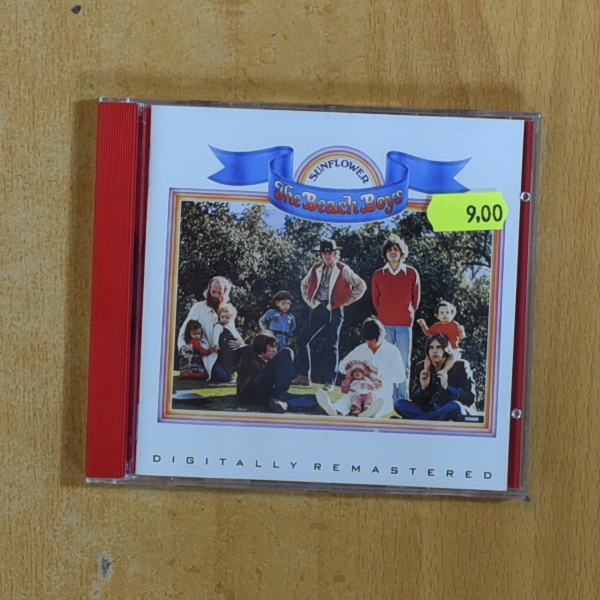 SUNFLOWER
The Beach Boys
9,00
DIGITALLY REMASTERED